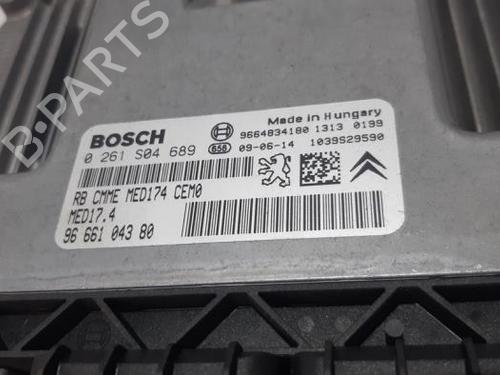 B-PARTS
BOSCH
Made in Hungary
9664834180 1313 0199
0 261 S04 689
658 09-06-14 1039S29590
RB CMME MED174 CEM0
MED17.4
96 661 043 80